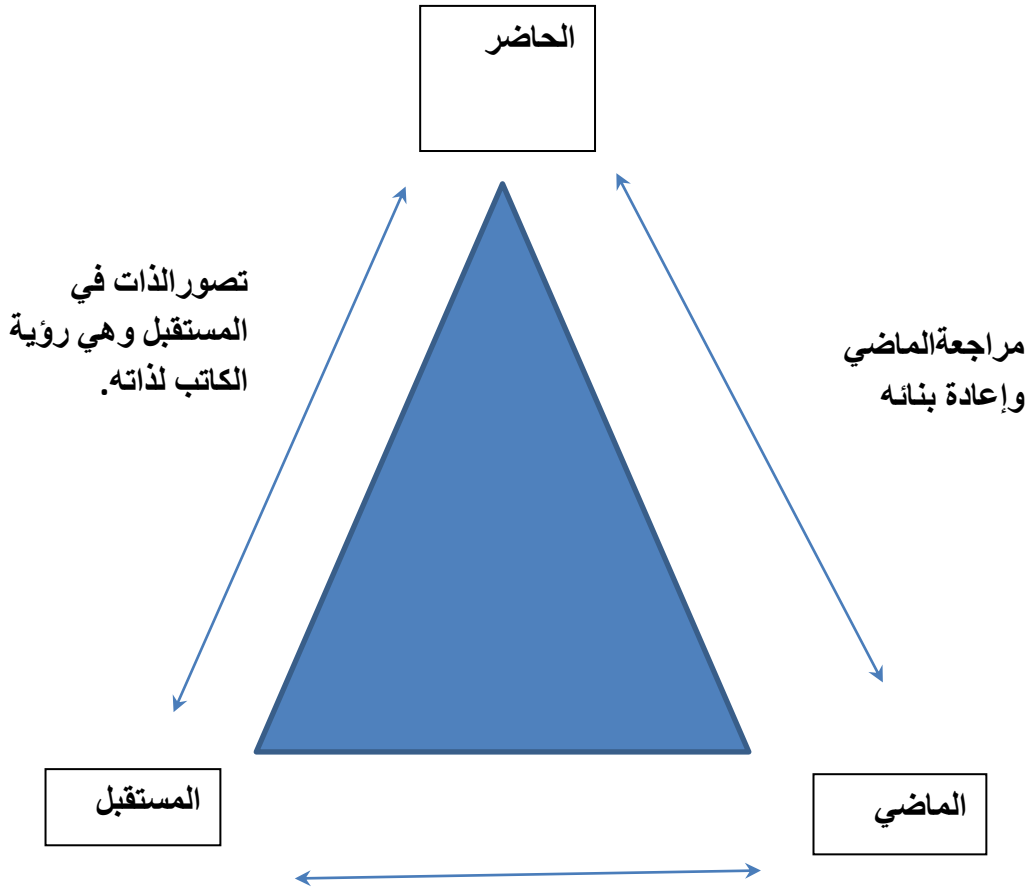 الحاضر
مراجعةالماضي
وإعادة بنائه
تصورالذات في
المستقبل وهي رؤية
الكاتب لذاته.
الماضي
المستقبل